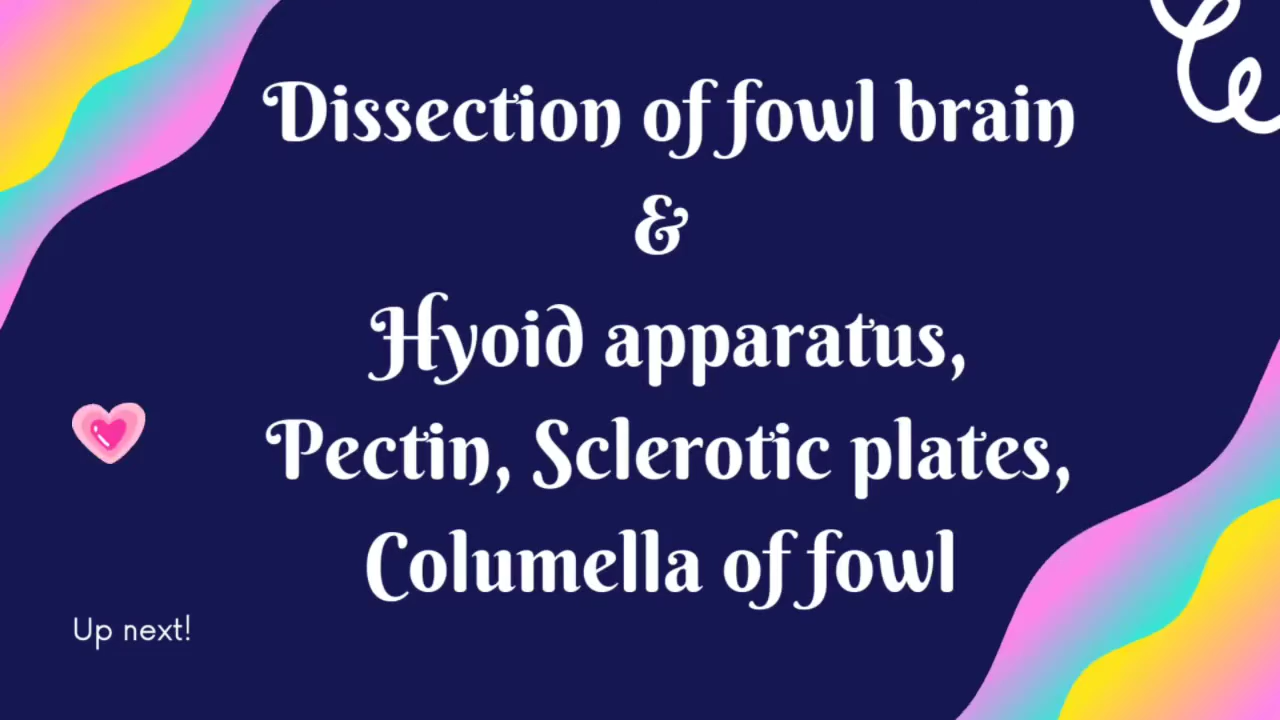 Dissection of fowl brain
&
Hyoid apparatus,
Pectin, Sclerotic plates,
Columella of fowl
Up next!